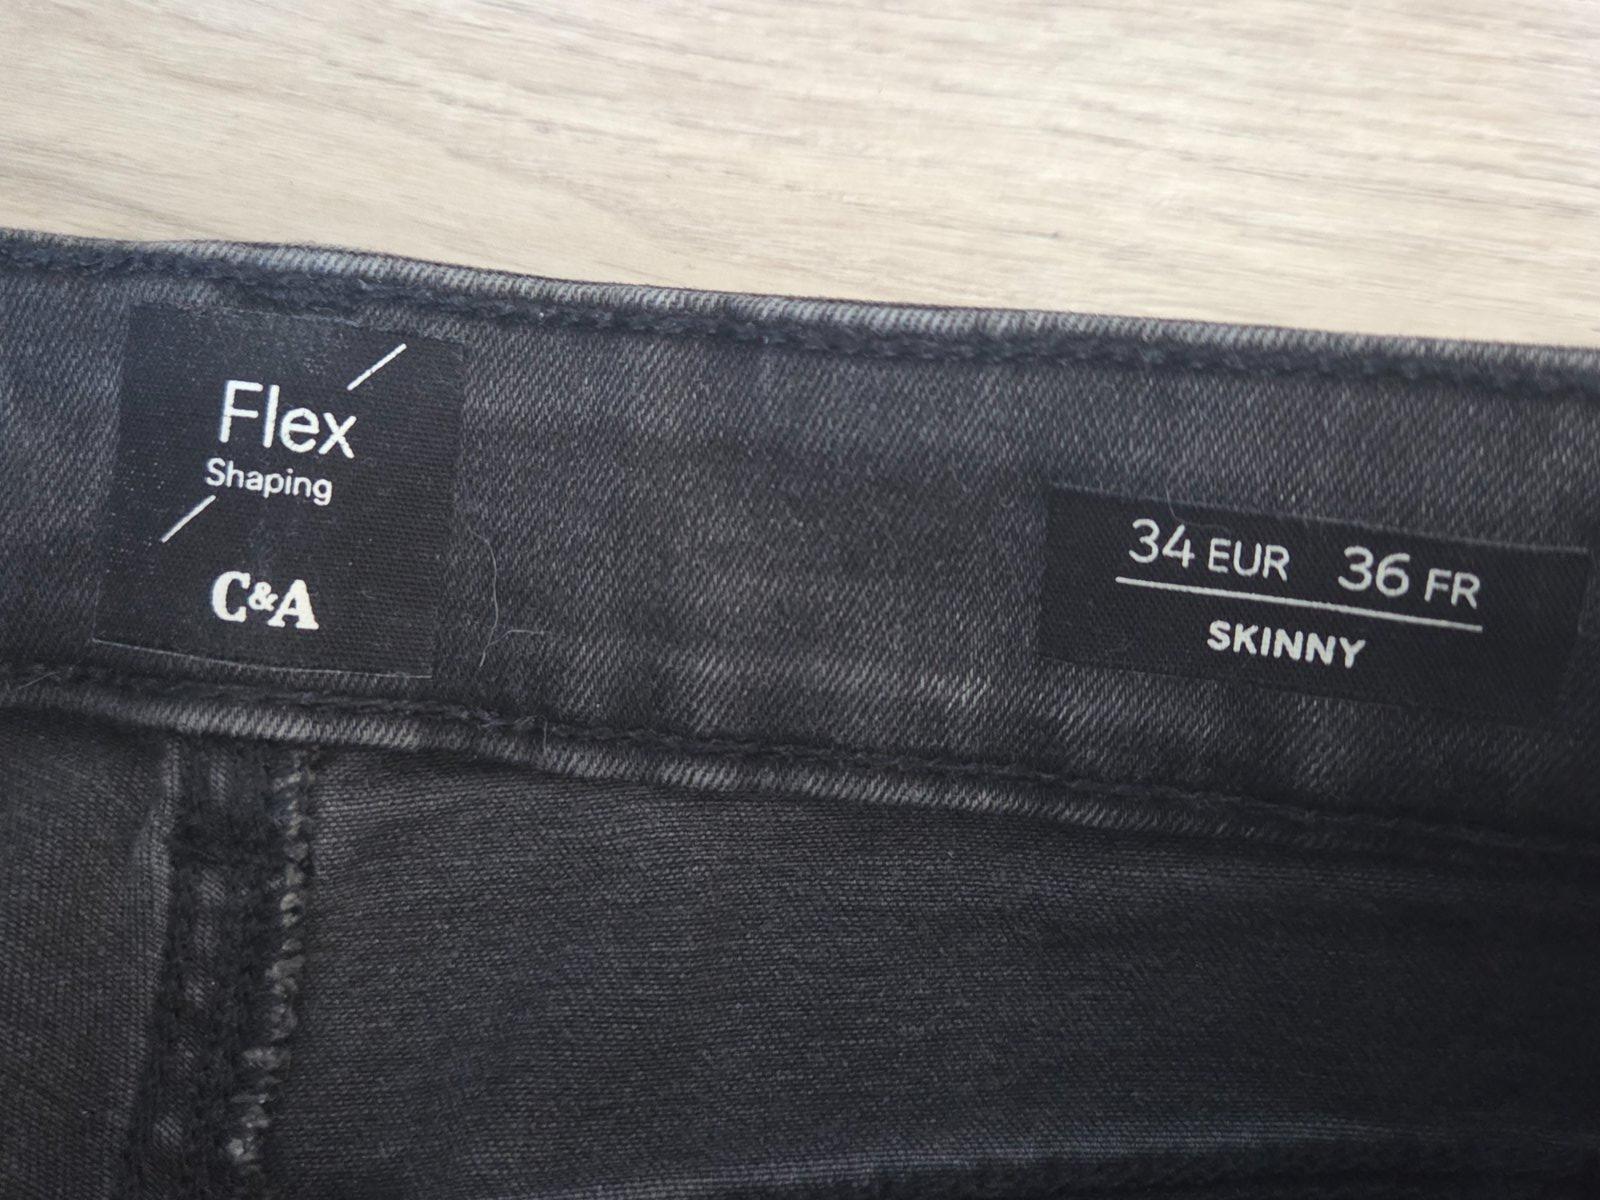 Flex
Shaping
C&A
34 EUR 36 FR
SKINNY